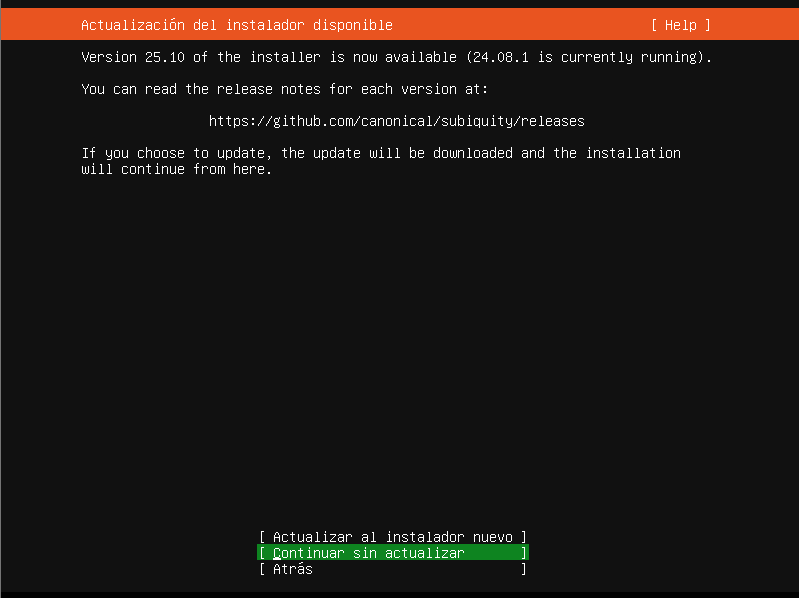 Actualización del instalador disponible [ Help ]
Version 25.10 of the installer is now available (24.08.1 is currently running).
You can read the release notes for each version at:
https://github.com/canonical/subiquity/releases
If you choose to update, the update will be downloaded and the installation
will continue from here.
[ Actualizar al instalador nuevo ]
[ Continuar sin actualizar ]
[ Atrás ]